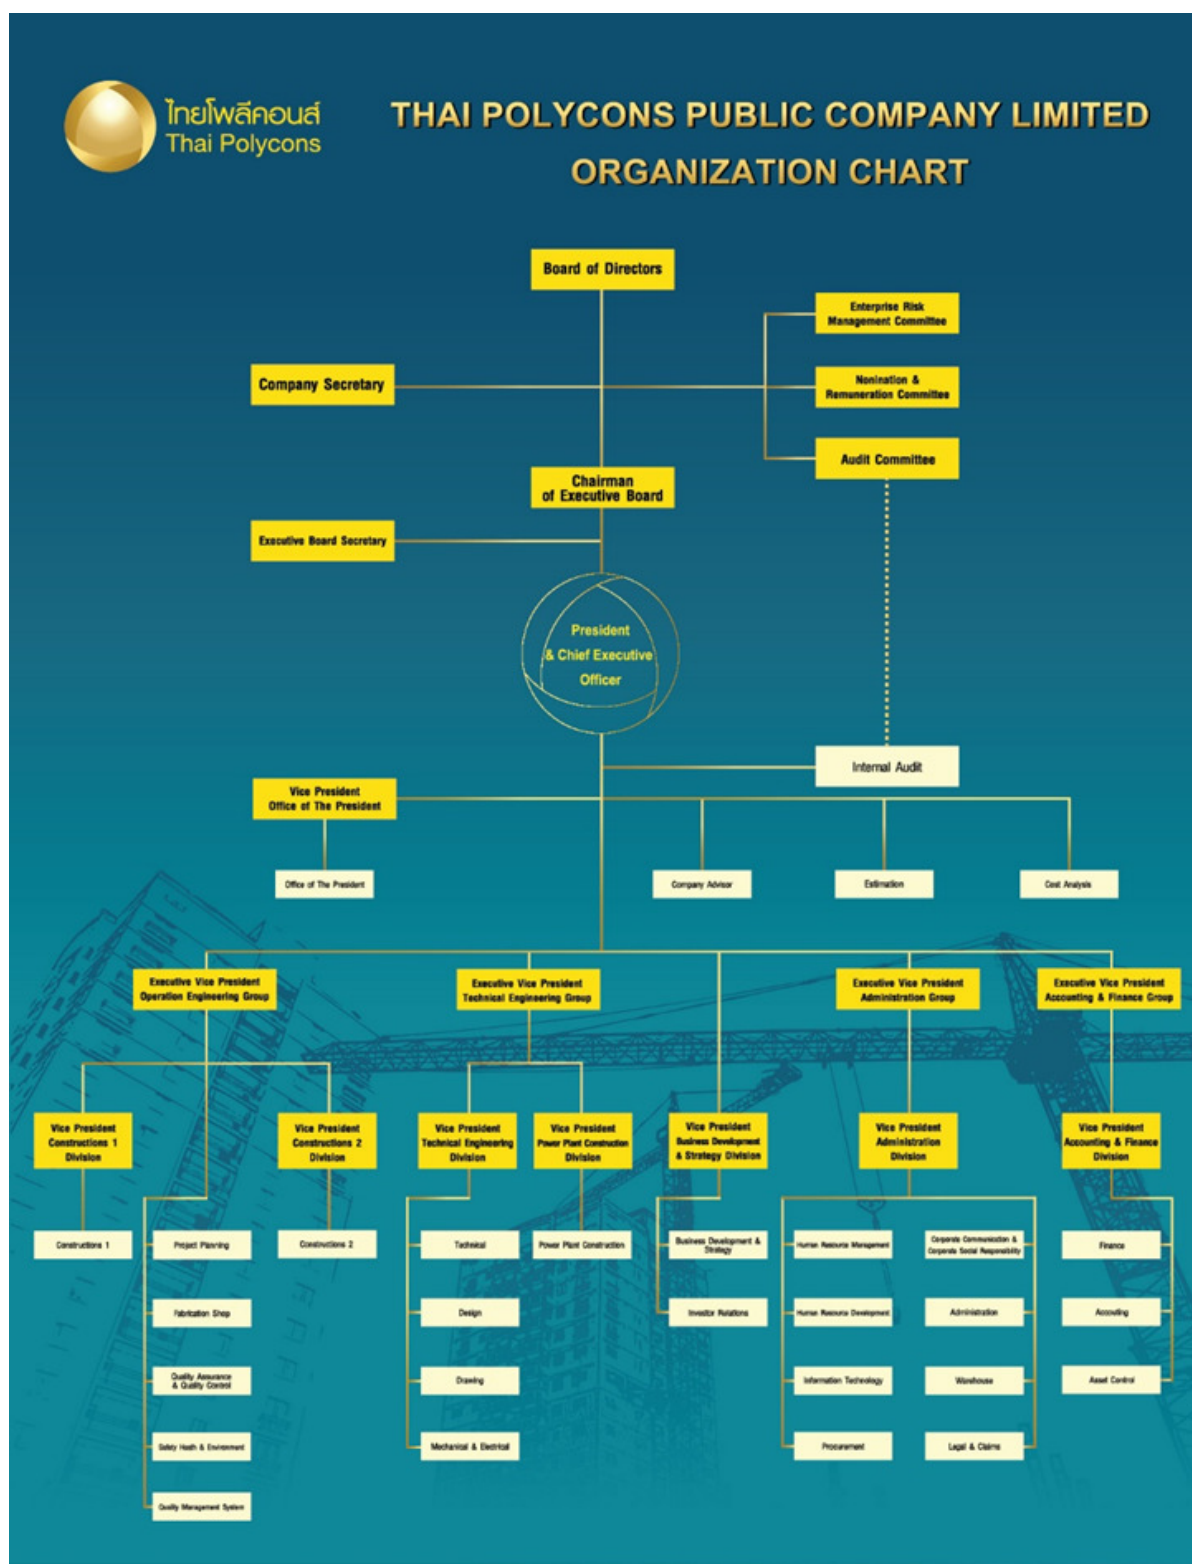 ไทยโพลีคอนส์
Thai Polycons
THAI POLYCONS PUBLIC COMPANY LIMITED
ORGANIZATION CHART
Board of Directors
Enterprise Risk
Management Committee
Company Secretary
Nonination &
Remuneration Committee
Audit Committee
Chairman
of Executive Board
Executive Board Secretary
President
& Chief Executive
Officer
Internal Audit
Vice President
Office of The President
Office of The President
Company Advisor
Estimation
Cost Analysis
Executive Vice President
Operation Engineering Group
Executive Vice President
Technical Engineering Group
Executive Vice President
Administration Group
Executive Vice President
Accounting & Finance Group
Vice President
Constructions 1
Division
Vice President
Constructions 2
Division
Vice President
Technical Engineering
Division
Vice President
Power Plant Construction
Division
Vice President
Business Development
& Strategy Division
Vice President
Administration
Division
Vice President
Accounting & Finance
Division
Constructions 1
Project Planning
Constructions 2
Technical
Power Plant Construction
Business Development &
Strategy
Human Resource Management
Corporate Communication &
Corporate Social Responsibility
Finance
Fabrication Shop
Design
Investor Relations
Human Resource Development
Administration
Accouting
Quality Assurance
& Quality Control
Drawing
Information Technology
Warehouse
Asset Control
Safety Heath & Environment
Mechanical & Electrical
Procurement
Legal & Claims
Quality Management System